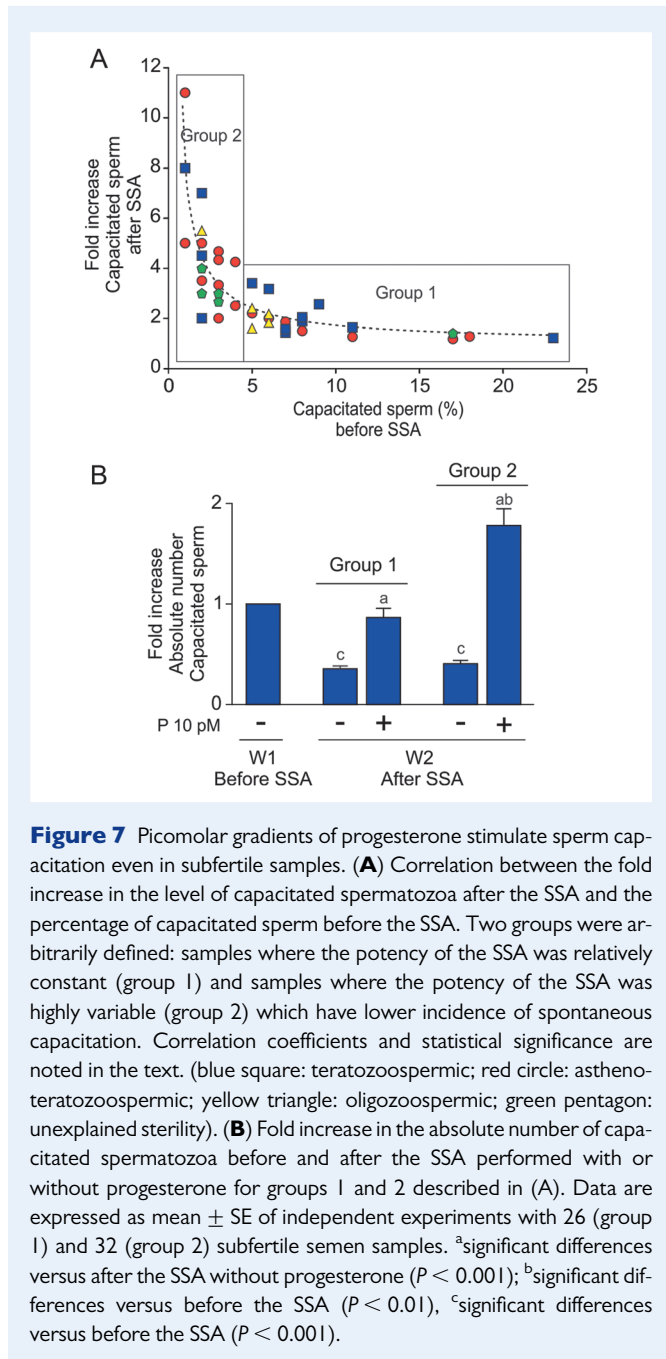 A
12
10
8
6
4
2
0
Fold increase
Capacitated sperm
after SSA
Group 2
Group 1
0 5 10 15 20 25
Capacitated sperm (%)
before SSA
B
Group 2
2
ab
Group 1
Fold increase
Absolute number
Capacitated sperm
1
a
c
c
0
P 10 pM - - + - +
W1 W2
Before SSA After SSA
Figure 7 Picomolar gradients of progesterone stimulate sperm cap-
acitation even in subfertile samples. (A) Correlation between the fold
increase in the level of capacitated spermatozoa after the SSA and the
percentage of capacitated sperm before the SSA. Two groups were ar-
bitrarily defined: samples where the potency of the SSA was relatively
constant (group 1) and samples where the potency of the SSA was
highly variable (group 2) which have lower incidence of spontaneous
capacitation. Correlation coefficients and statistical significance are
noted in the text. (blue square: teratozoospermic; red circle: astheno-
teratozoospermic; yellow triangle: oligozoospermic; green pentagon:
unexplained sterility). (B) Fold increase in the absolute number of capa-
citated spermatozoa before and after the SSA performed with or
without progesterone for groups 1 and 2 described in (A). Data are
expressed as mean ± SE of independent experiments with 26 (group
1) and 32 (group 2) subfertile semen samples. ᵃsignificant differences
versus after the SSA without progesterone (P < 0.001); ᵇsignificant dif-
ferences versus before the SSA (P < 0.01), ᶜsignificant differences
versus before the SSA (P < 0.001).